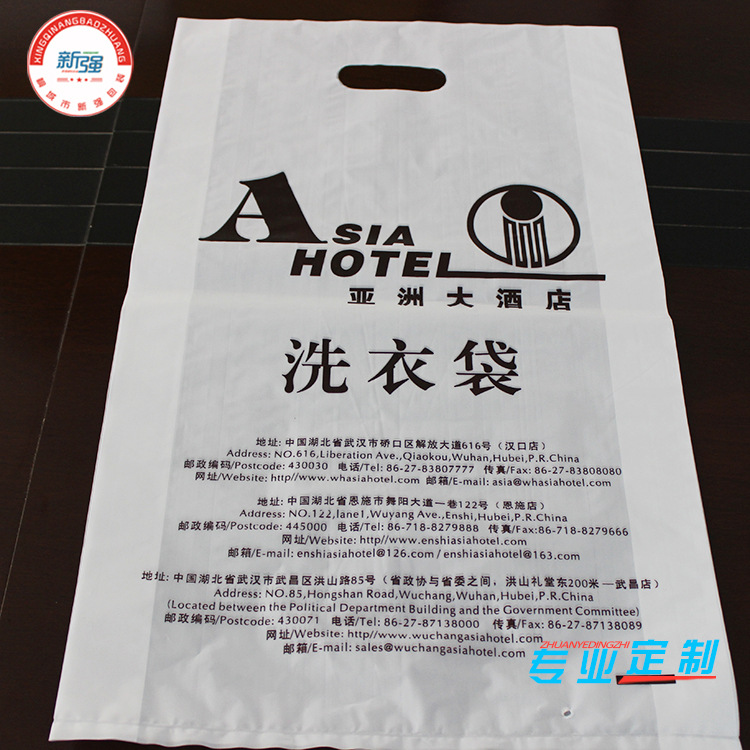 XINGQIANGBAOZHUANG
新强
桐城市新强包装
ASIA
HOTEL
亚洲大酒店
洗衣袋
地址: 中国湖北省武汉市硚口区解放大道616号（汉口店）
Address: NO.616,Liberation Ave.,Qiaokou,Wuhan,Hubei,P.R.China
邮政编码/Postcode: 430030 电话/Tel: 86-27-83807777 传真/Fax: 86-27-83808080
网址/Website: http//www.whasiahotel.com 邮箱/E-mail: asia@whasiahotel.com
地址: 中国湖北省恩施市舞阳大道一巷122号（恩施店）
Address: NO.122,lane1,Wuyang Ave.,Enshi,Hubei,P.R.China
邮政编码/Postcode: 445000 电话/Tel: 86-718-8279888 传真/Fax: 86-718-8279666
网址/Website: http//www.enshiasiahotel.com
邮箱/E-mail: enshiasiahotel@126.com / enshiasiahotel@163.com
地址: 中国湖北省武汉市武昌区洪山路85号（省政协与省委之间，洪山礼堂东200米—武昌店）
Address: NO.85,Hongshan Road,Wuchang,Wuhan,Hubei,P.R.China
(Located between the Political Department Building and the Government Committee)
邮政编码/Postcode: 430071 电话/Tel: 86-27-87138000 传真/Fax: 86-27-87138089
网址/Website: http//www.wuchangasiahotel.com
邮箱/E-mail: sales@wuchangasiahotel.com
ZHUANYEDINGZHI
专业定制